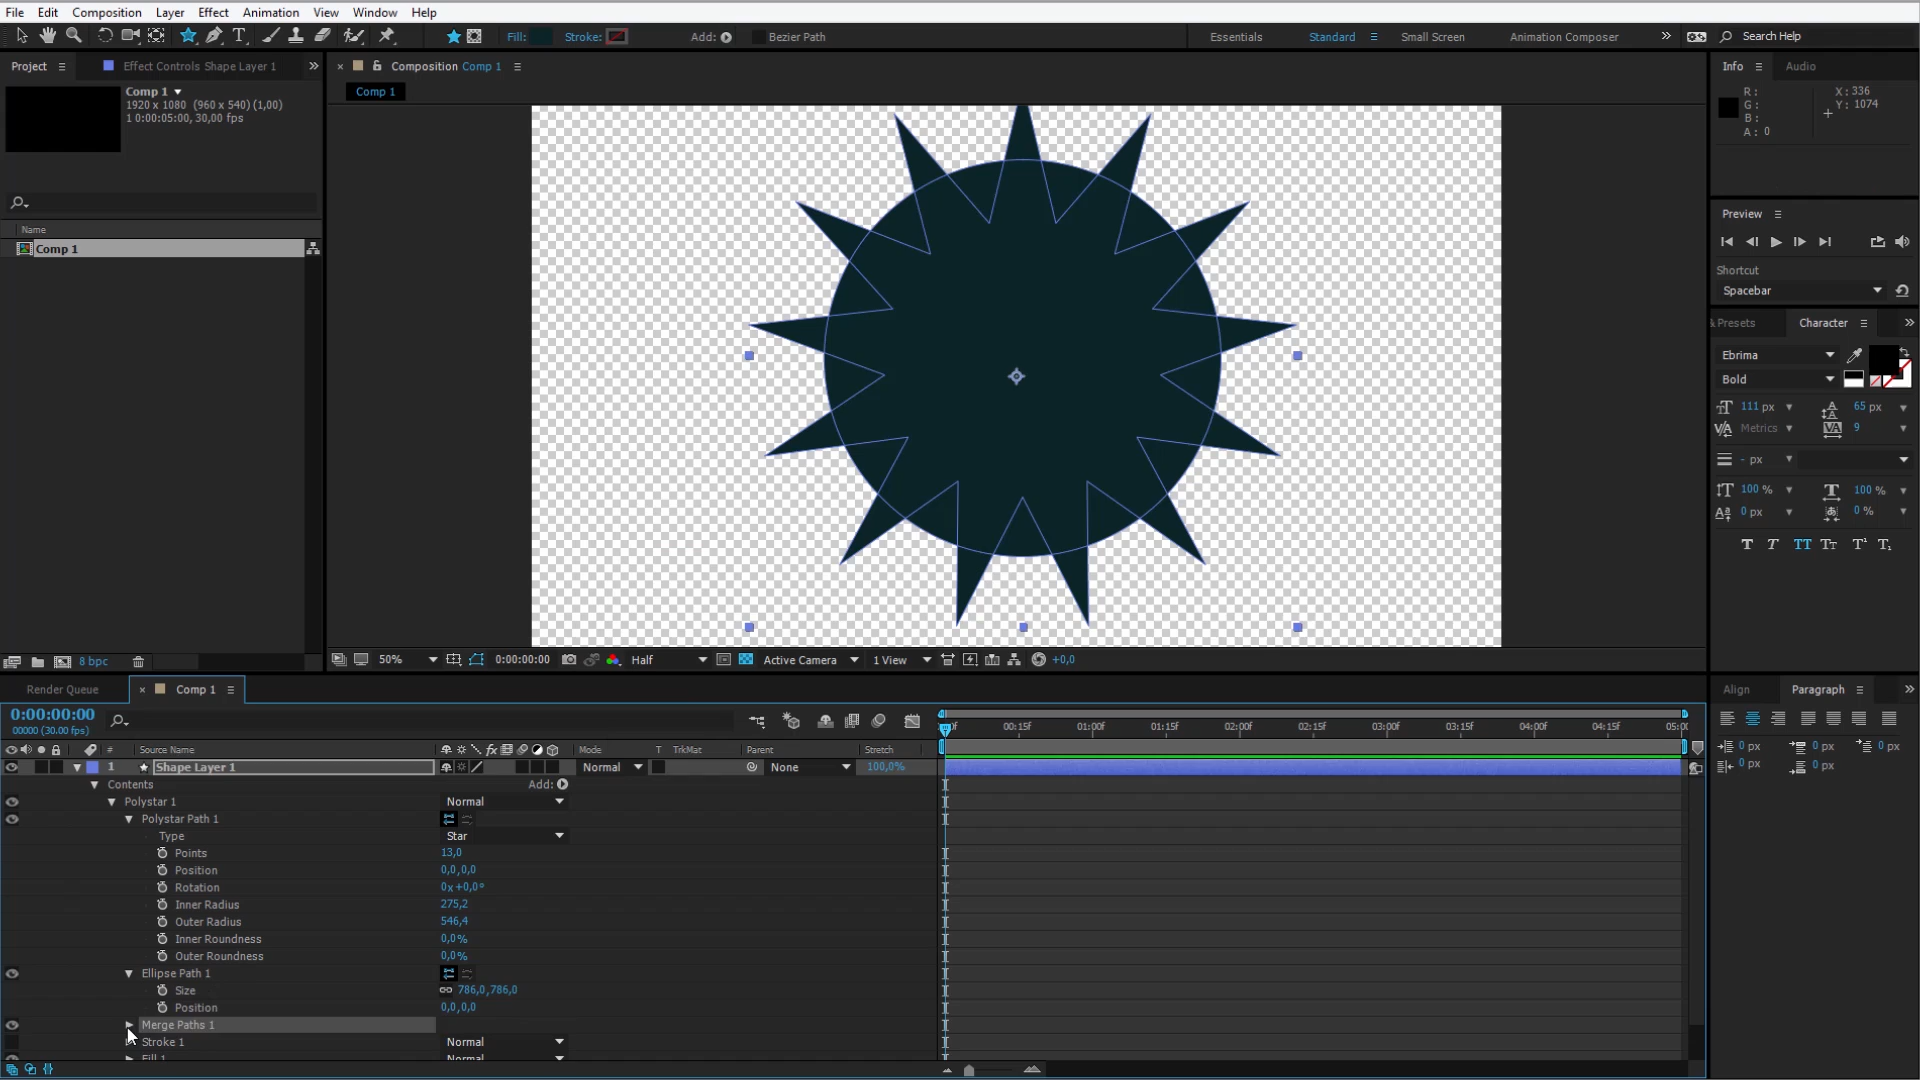 File Edit Composition Layer Effect Animation View Window Help
Fill: Stroke: Add: Bezier Path Essentials Standard Small Screen Animation Composer Search Help
Project Effect Controls Shape Layer 1
Comp 1
1920 x 1080 (960 x 540) (1,00)
1 0:00:05:00, 30,00 fps
Name
Comp 1
8 bpc
Composition Comp 1
Comp 1
50% 0:00:00:00 Half Active Camera 1 View +0,0
Info Audio
R: X: 336
G: Y: 1074
B:
A: 0
Preview
Shortcut
Spacebar
& Presets Character
Ebrima
Bold
111 px 65 px
Metrics 9
- px
100 % 100 %
0 px 0 %
T T TT Tr T¹ T₁
Render Queue Comp 1
0:00:00:00
00000 (30.00 fps)
0f 00:15f 01:00f 01:15f 02:00f 02:15f 03:00f 03:15f 04:00f 04:15f
# Source Name Mode T TrkMat Parent Stretch
1 Shape Layer 1 Normal None 100,0%
Contents Add:
Polystar 1 Normal
Polystar Path 1
Type Star
Points 13,0
Position 0,0,0,0
Rotation 0x+0,0°
Inner Radius 275,2
Outer Radius 546,4
Inner Roundness 0,0%
Outer Roundness 0,0%
Ellipse Path 1
Size 786,0,786,0
Position 0,0,0,0
Merge Paths 1
Stroke 1 Normal
Fill 1 Normal
Align Paragraph
0 px 0 px 0 px
0 px 0 px